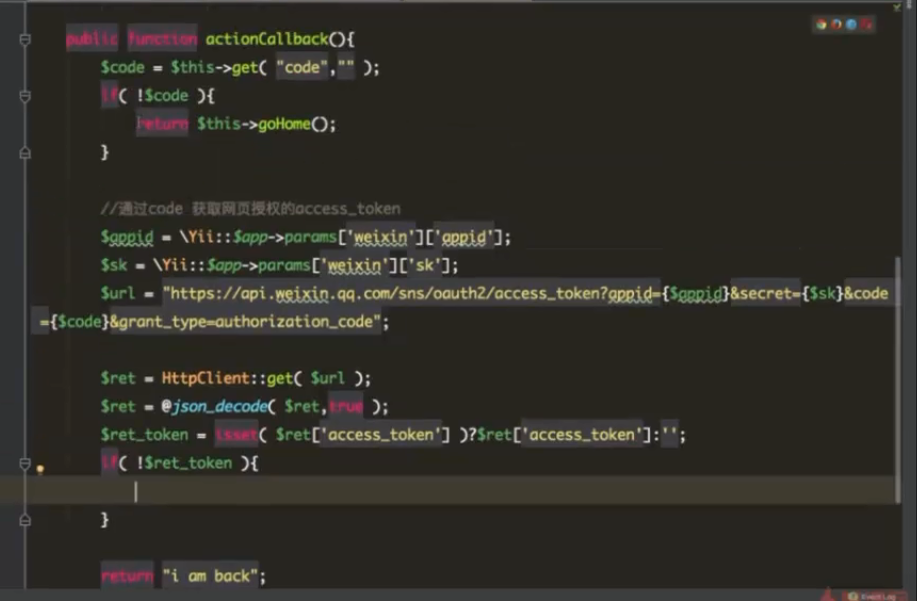 public function actionCallback(){
$code = $this->get( "code","" );
if( !$code ){
return $this->goHome();
}
//通过code 获取网页授权的access_token
$appid = \Yii::$app->params['weixin']['appid'];
$sk = \Yii::$app->params['weixin']['sk'];
$url = "https://api.weixin.qq.com/sns/oauth2/access_token?appid={$appid}&secret={$sk}&code
={$code}&grant_type=authorization_code";
$ret = HttpClient::get( $url );
$ret = @json_decode( $ret,true );
$ret_token = isset( $ret['access_token'] )?$ret['access_token']:'';
if( !$ret_token ){
}
return "i am back";
Event Log